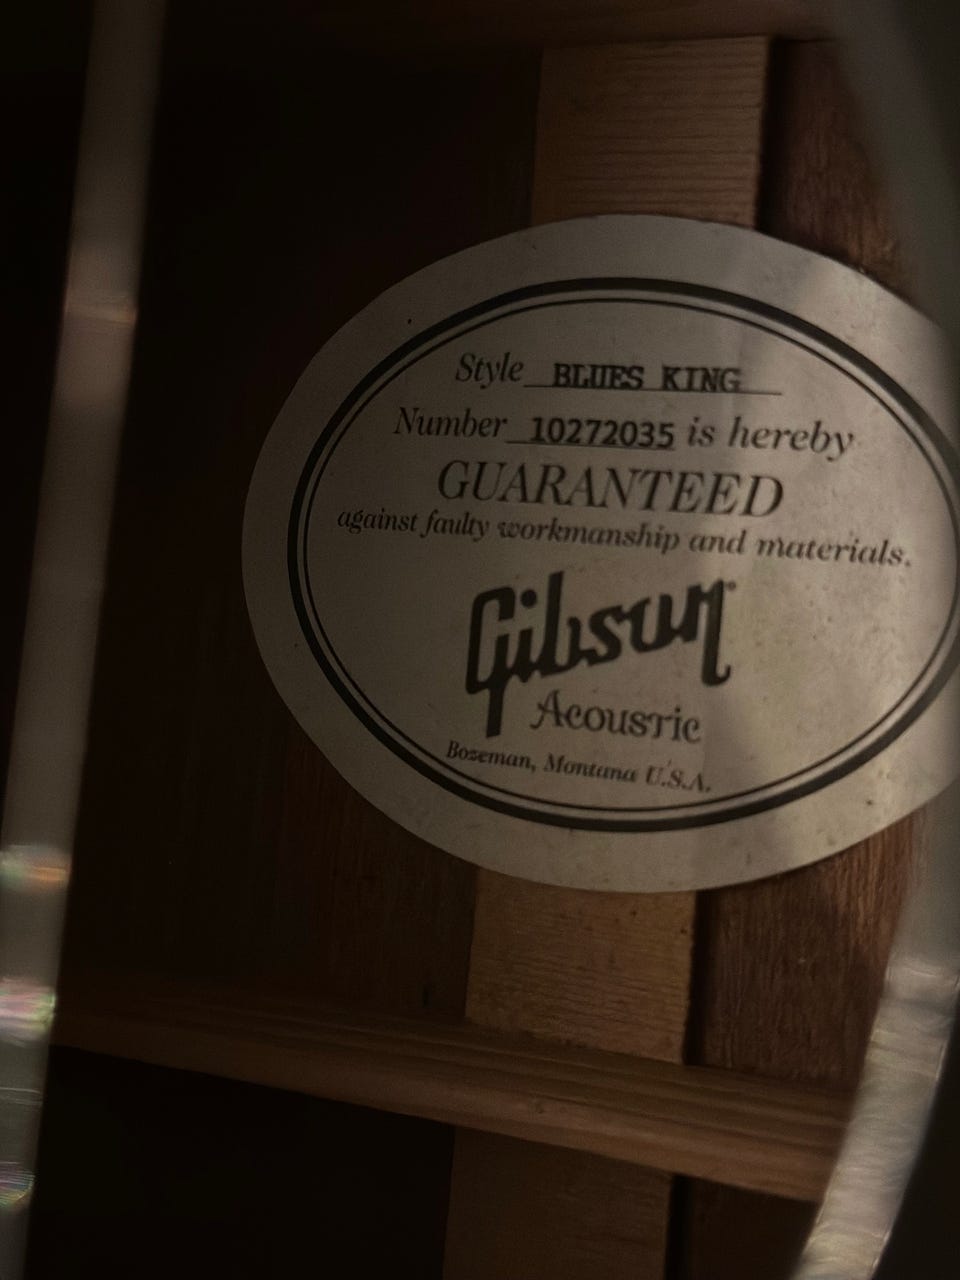 Style BLUES KING
Number 10272035 is hereby
GUARANTEED
against faulty workmanship and materials.
Gibson
Acoustic
Bozeman, Montana U.S.A.